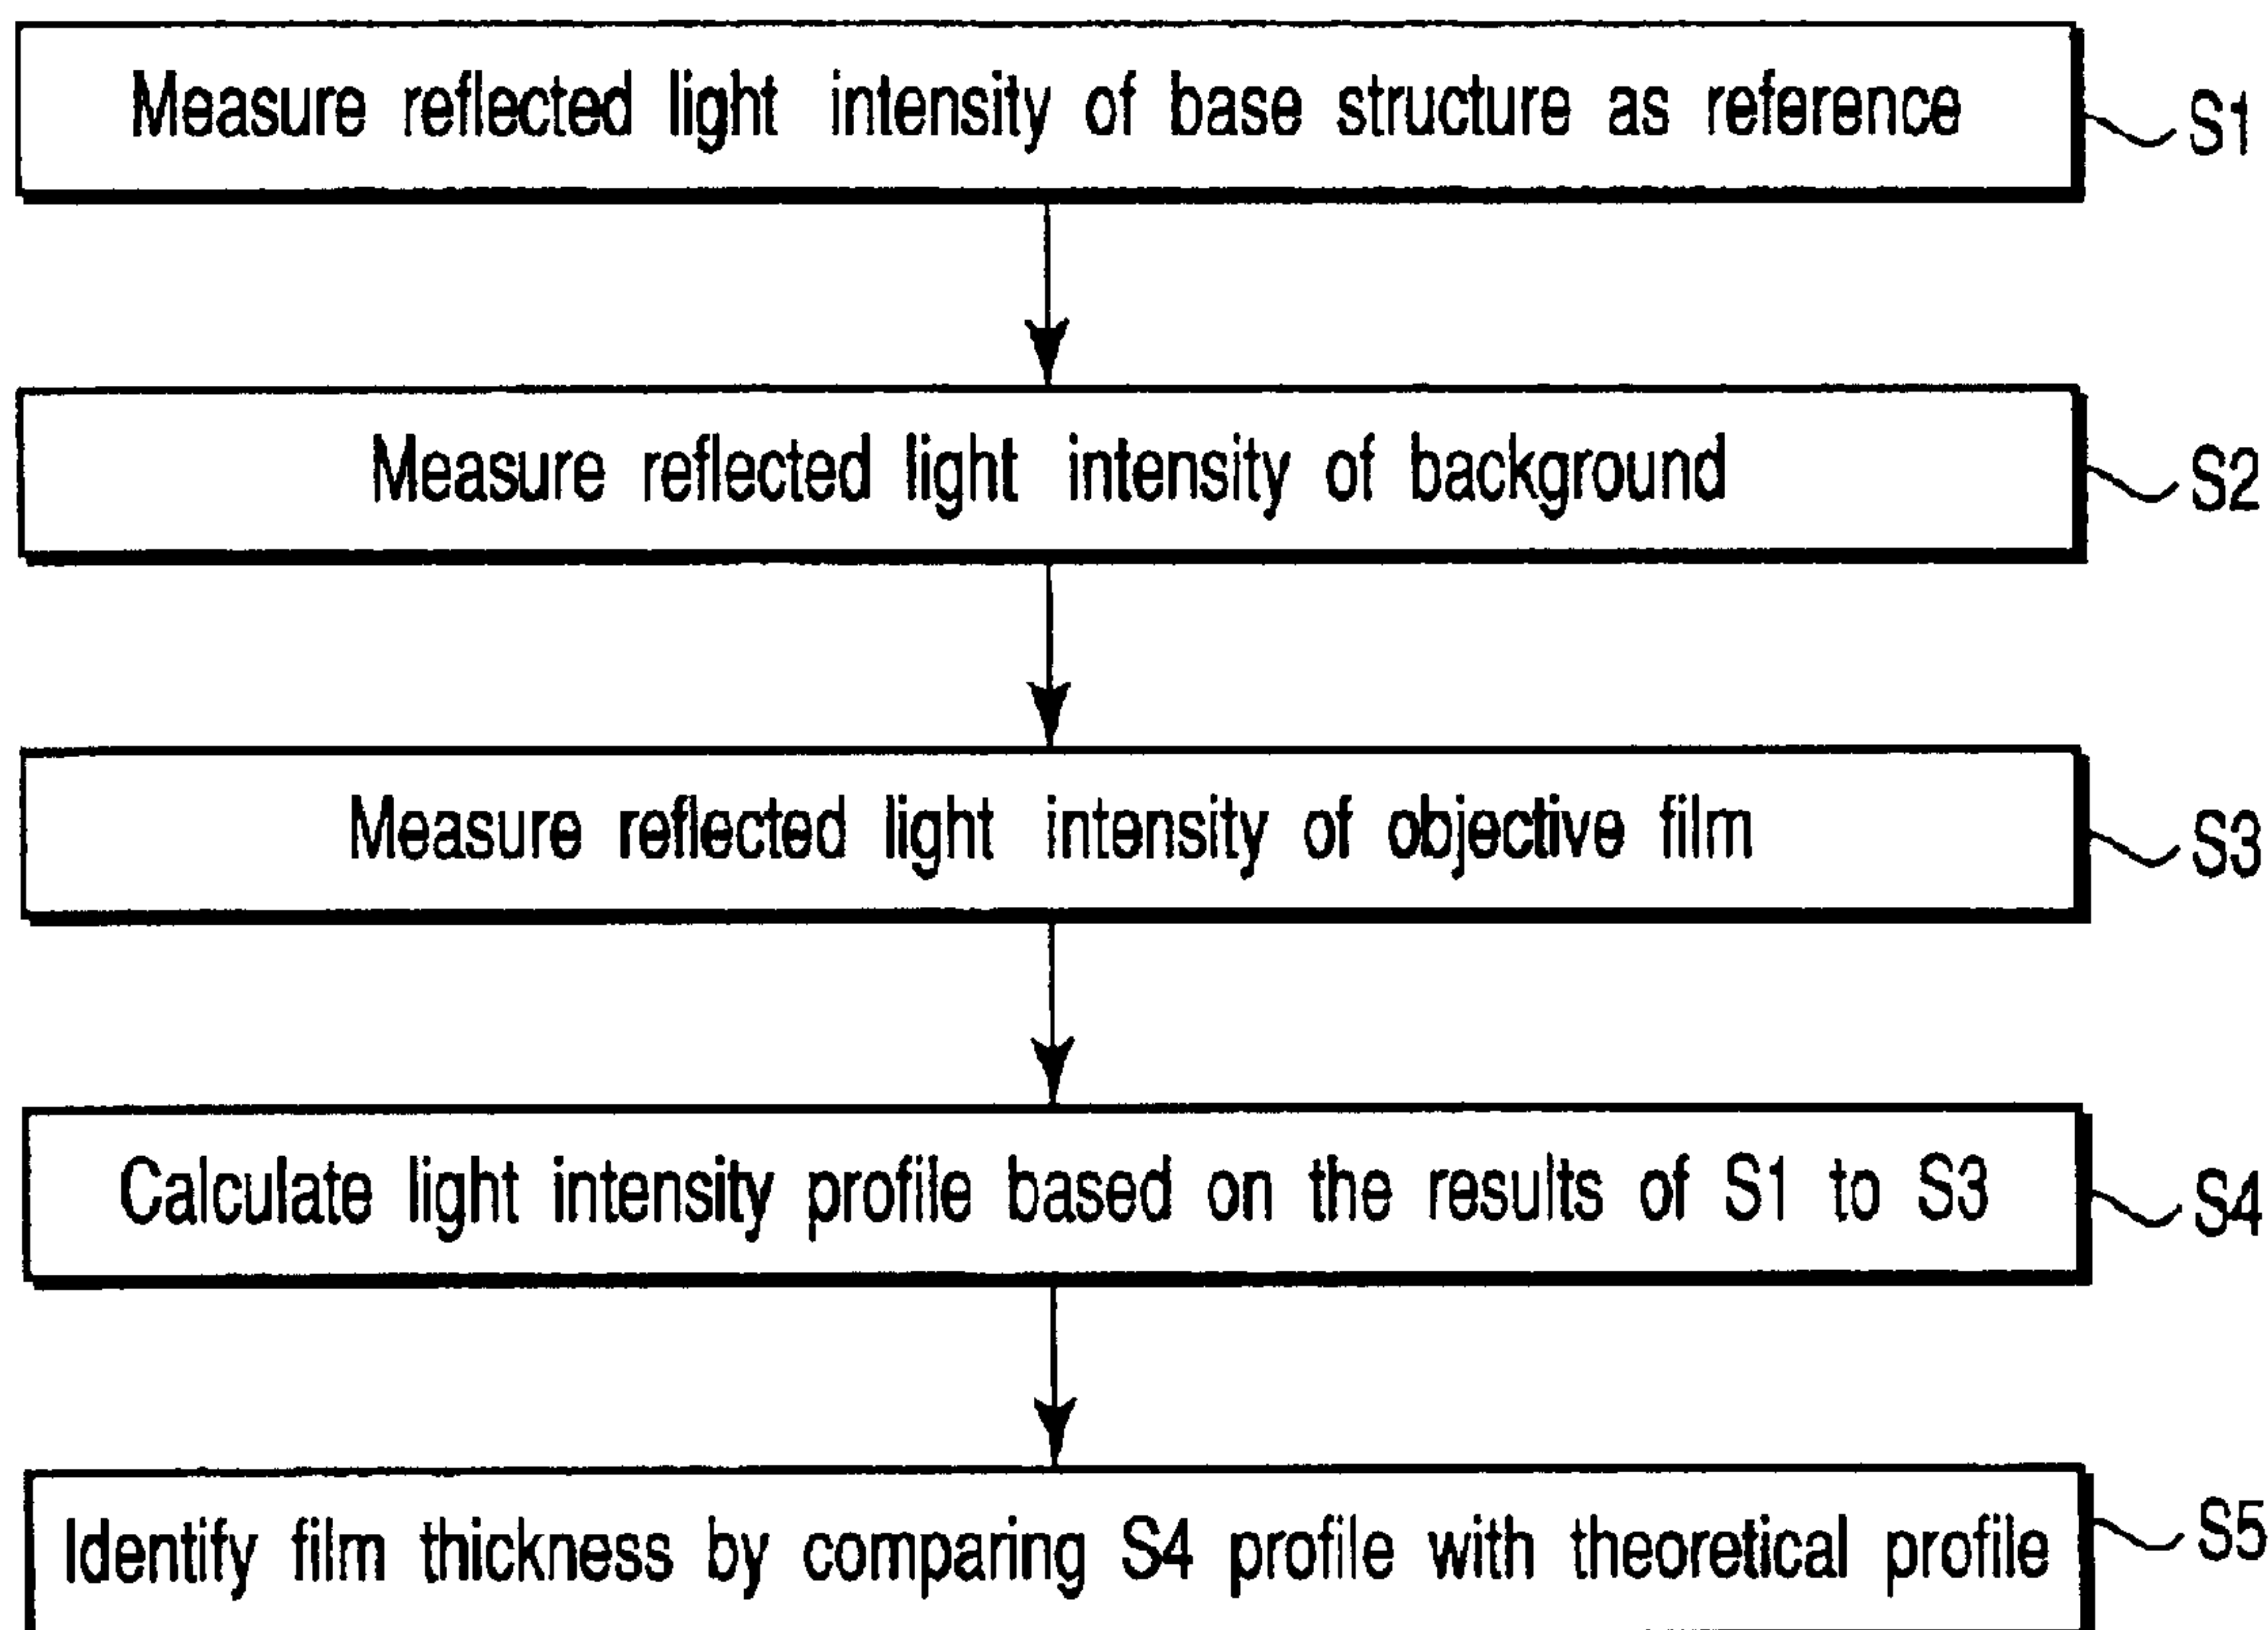 Measure reflected light intensity of base structure as reference
S1
Measure reflected light intensity of background
S2
Measure reflected light intensity of objective film
S3
Calculate light intensity profile based on the results of S1 to S3
S4
Identify film thickness by comparing S4 profile with theoretical profile
S5